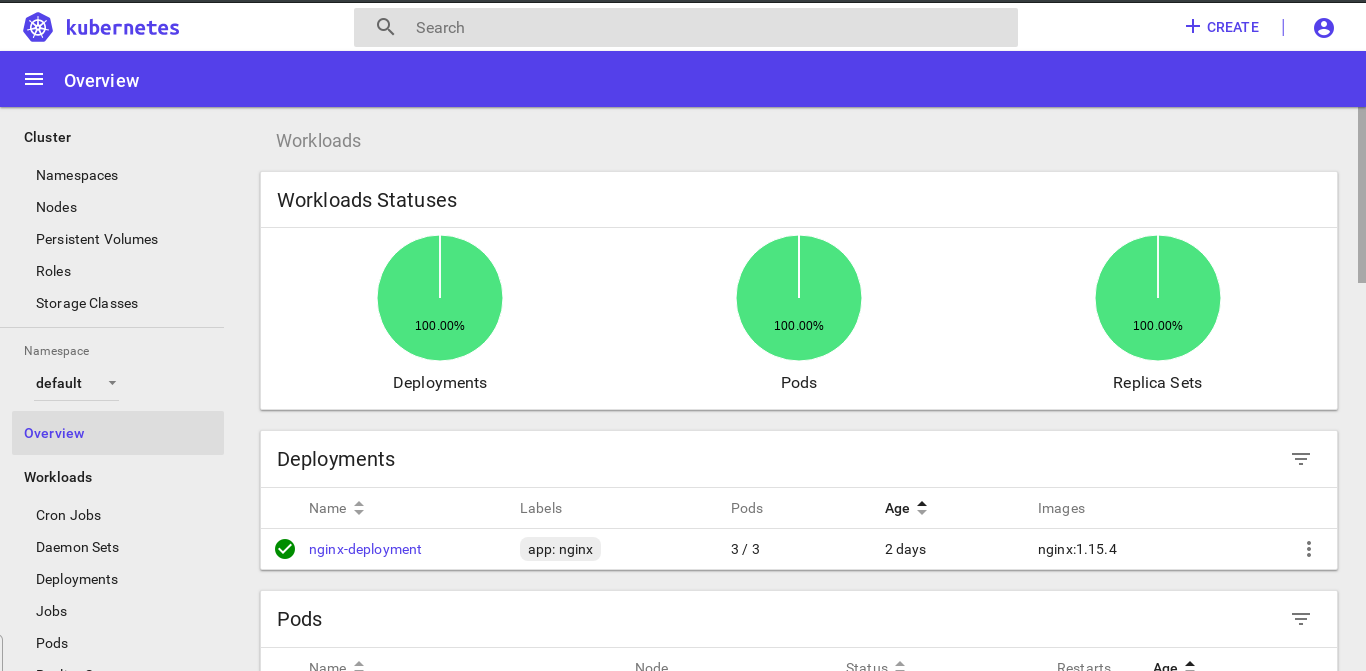 kubernetes
Search
CREATE
Overview
Cluster
Namespaces
Nodes
Persistent Volumes
Roles
Storage Classes
Namespace
default
Overview
Workloads
Cron Jobs
Daemon Sets
Deployments
Jobs
Pods
Workloads
Workloads Statuses
100.00% 100.00% 100.00%
Deployments Pods Replica Sets
Deployments
Name Labels Pods Age Images
nginx-deployment app: nginx 3 / 3 2 days nginx:1.15.4
Pods
Name Node Status Restarts Age